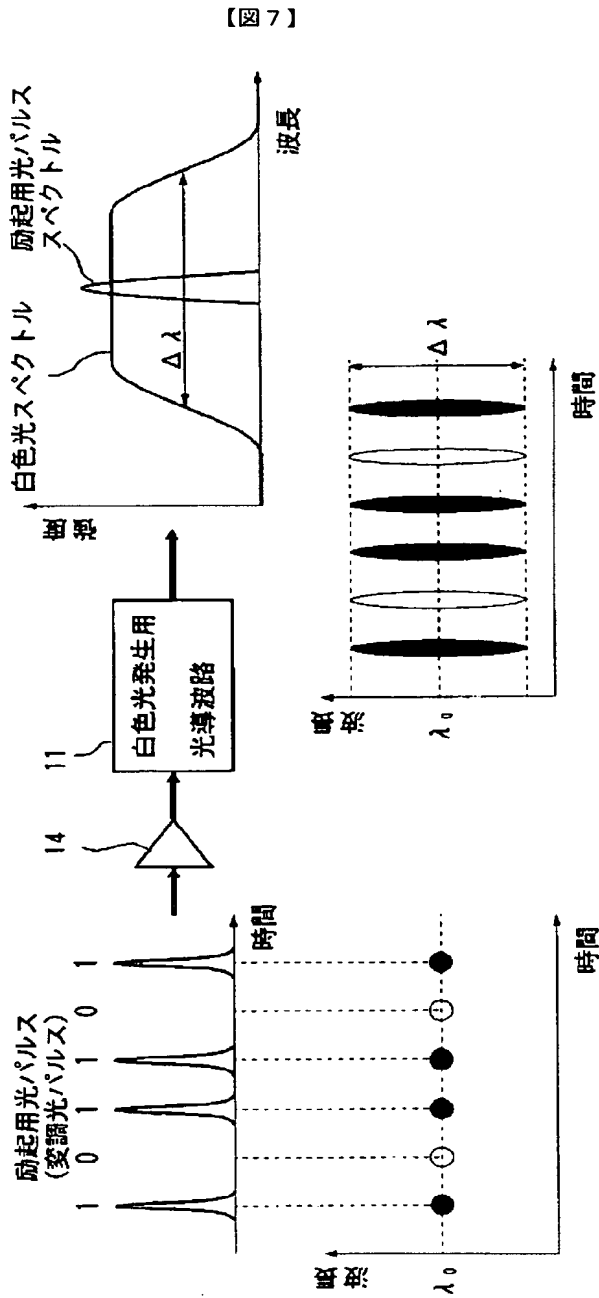 【図７】
励起用光パルス
(変調光パルス)
1 0 1 1 0 1
時間
14
11
白色光発生用
光導波路
白色光スペクトル
励起用光パルス
スペクトル
強度
Δλ
波長
波長
λ0
時間
波長
λ0
Δλ
時間